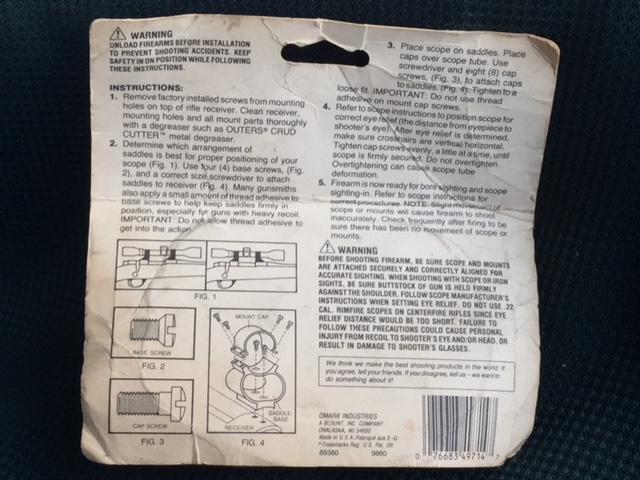 WARNING
UNLOAD FIREARMS BEFORE INSTALLATION
TO PREVENT SHOOTING ACCIDENTS. KEEP
SAFETY IN ON POSITION WHILE FOLLOWING
THESE INSTRUCTIONS.
INSTRUCTIONS:
1. Remove factory installed screws from mounting
holes on top of rifle receiver. Clean receiver,
mounting holes and all mount parts thoroughly
with a degreaser such as OUTERS® CRUD
CUTTER™ metal degreaser.
2. Determine which arrangement of
saddles is best for proper positioning of your
scope (Fig. 1). Use four (4) base screws, (Fig.
2), and a correct size screwdriver to attach
saddles to receiver (Fig. 4). Many gunsmiths
also apply a small amount of thread adhesive to
base screws to help keep saddles firmly in
position, especially for guns with heavy recoil.
IMPORTANT: Do not allow thread adhesive to
get into the action.
FIG. 1
BASE SCREW
FIG. 2
CAP SCREW
FIG. 3
MOUNT CAP
SADDLE-
BASE
RECEIVER
FIG. 4
3. Place scope on saddles. Place
caps over scope tube. Use
screwdriver and eight (8) cap
screws, (Fig. 3), to attach caps
to saddles. (Fig. 4). Tighten to a
loose fit. IMPORTANT: Do not use thread
adhesive on mount cap screws.
4. Refer to scope instructions to position scope for
correct eye relief (the distance from eyepiece to
shooter's eye). After eye relief is determined,
make sure crosshairs are vertical/horizontal.
Tighten cap screws evenly, a little at a time, until
scope is firmly secured. Do not overtighten.
Overtightening can cause scope tube
deformation.
5. Firearm is now ready for bore sighting and scope
sighting-in. Refer to scope instructions for
correct procedures. NOTE: Slight movement of
scope or mounts will cause firearm to shoot
inaccurately. Check frequently after firing to be
sure there has been no movement of scope or
mounts.
WARNING
BEFORE SHOOTING FIREARM, BE SURE SCOPE AND MOUNTS
ARE ATTACHED SECURELY AND CORRECTLY ALIGNED FOR
ACCURATE SIGHTING. WHEN SHOOTING WITH SCOPE OR IRON
SIGHTS, BE SURE BUTTSTOCK OF GUN IS HELD FIRMLY
AGAINST THE SHOULDER. FOLLOW SCOPE MANUFACTURER'S
INSTRUCTIONS WHEN SETTING EYE RELIEF. DO NOT USE .22
CAL. RIMFIRE SCOPES ON CENTERFIRE RIFLES SINCE EYE
RELIEF DISTANCE WOULD BE TOO SHORT. FAILURE TO
FOLLOW THESE PRECAUTIONS COULD CAUSE PERSONAL
INJURY FROM RECOIL TO SHOOTER'S EYE AND/OR HEAD, OR
RESULT IN DAMAGE TO SHOOTER'S GLASSES.
We think we make the best shooting products in the world. If
you agree, tell your friends. If you disagree, tell us - we want to
do something about it!
OMARK INDUSTRIES
A BLOUNT, INC. COMPANY
ONALASKA, WI 54650
Made in U.S.A./Fabriqué aux É.-U.
®Trademarks Reg. U.S. Pat. Off.
89380 9860
0 76683 49714 7